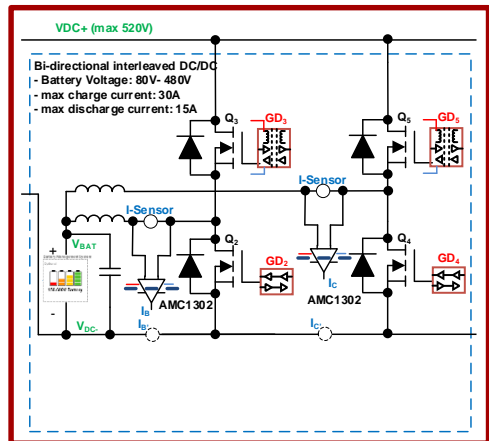 VDC+ (max 520V)
Bi-directional interleaved DC/DC
- Battery Voltage: 80V- 480V
- max charge current: 30A
- max discharge current: 15A
Q3
GD3
Q5
GD5
I-Sensor
I-Sensor
VBAT
+
-
Q2
GD2
Q4
GD4
AMC1302
AMC1302
IB
IC
VDC-
IB'
IC'